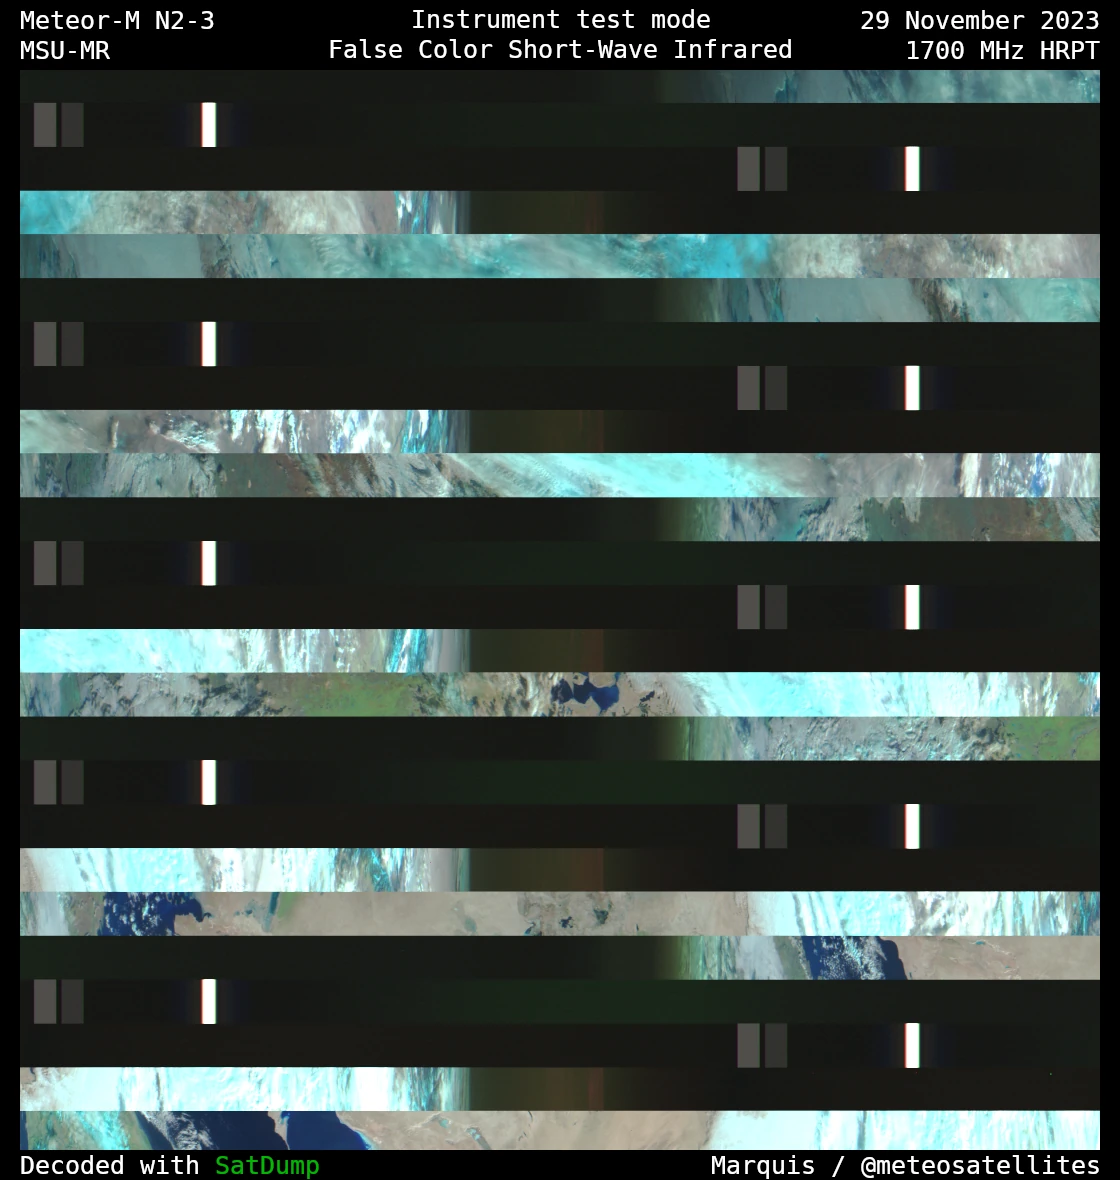 Meteor-M N2-3
MSU-MR
Instrument test mode
False Color Short-Wave Infrared
29 November 2023
1700 MHz HRPT
Decoded with SatDump
Marquis / @meteosatellites